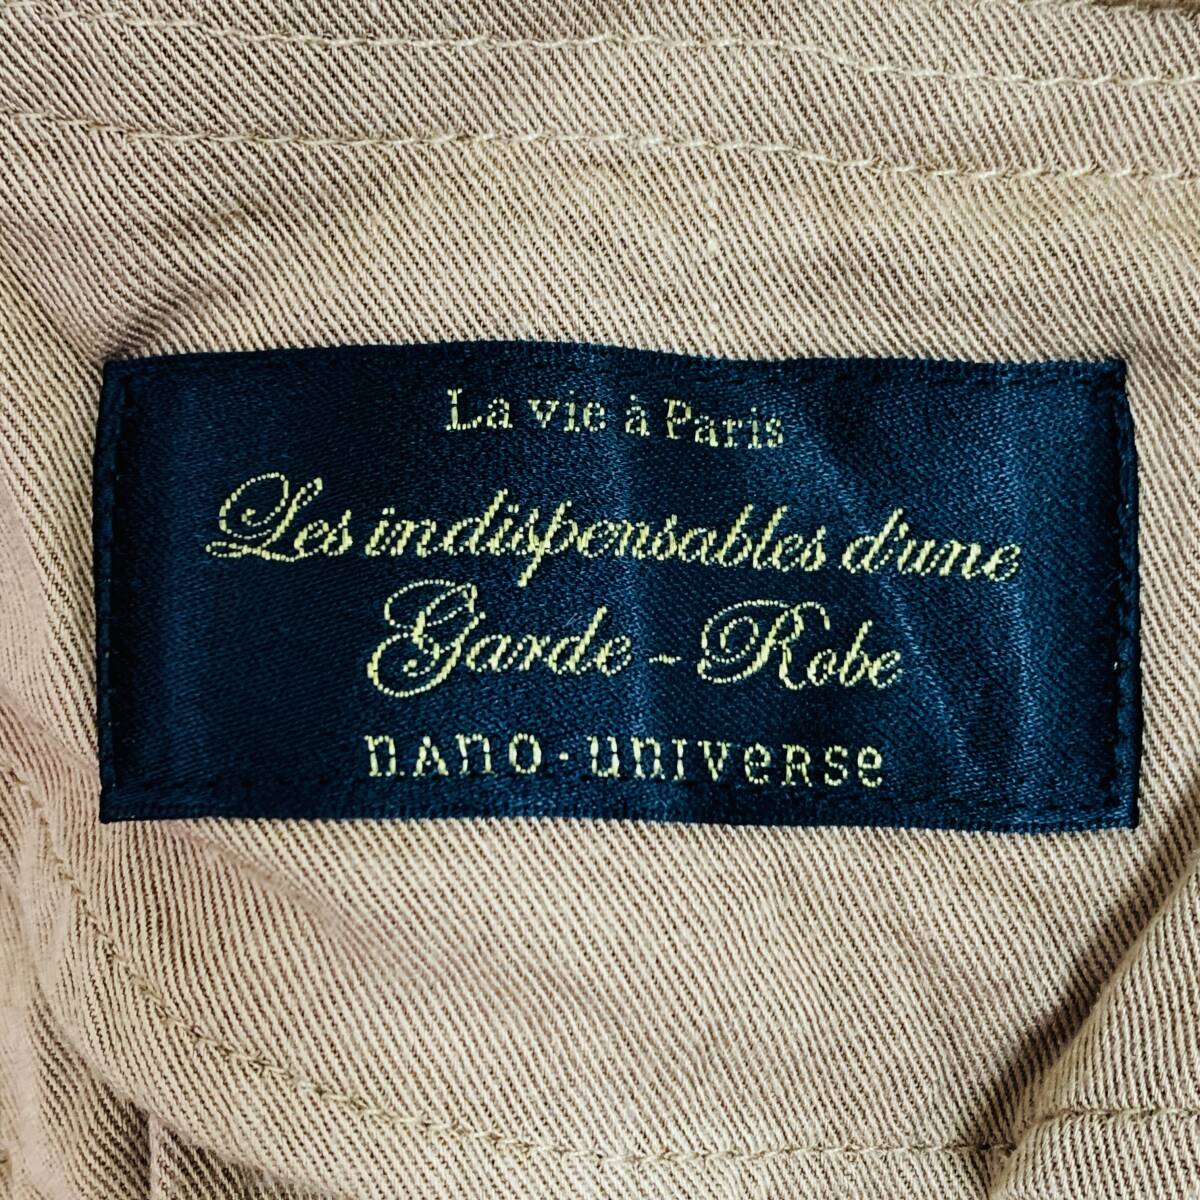 La vie à Paris
Les indispensables d'une
Garde-Robe
nano·universe